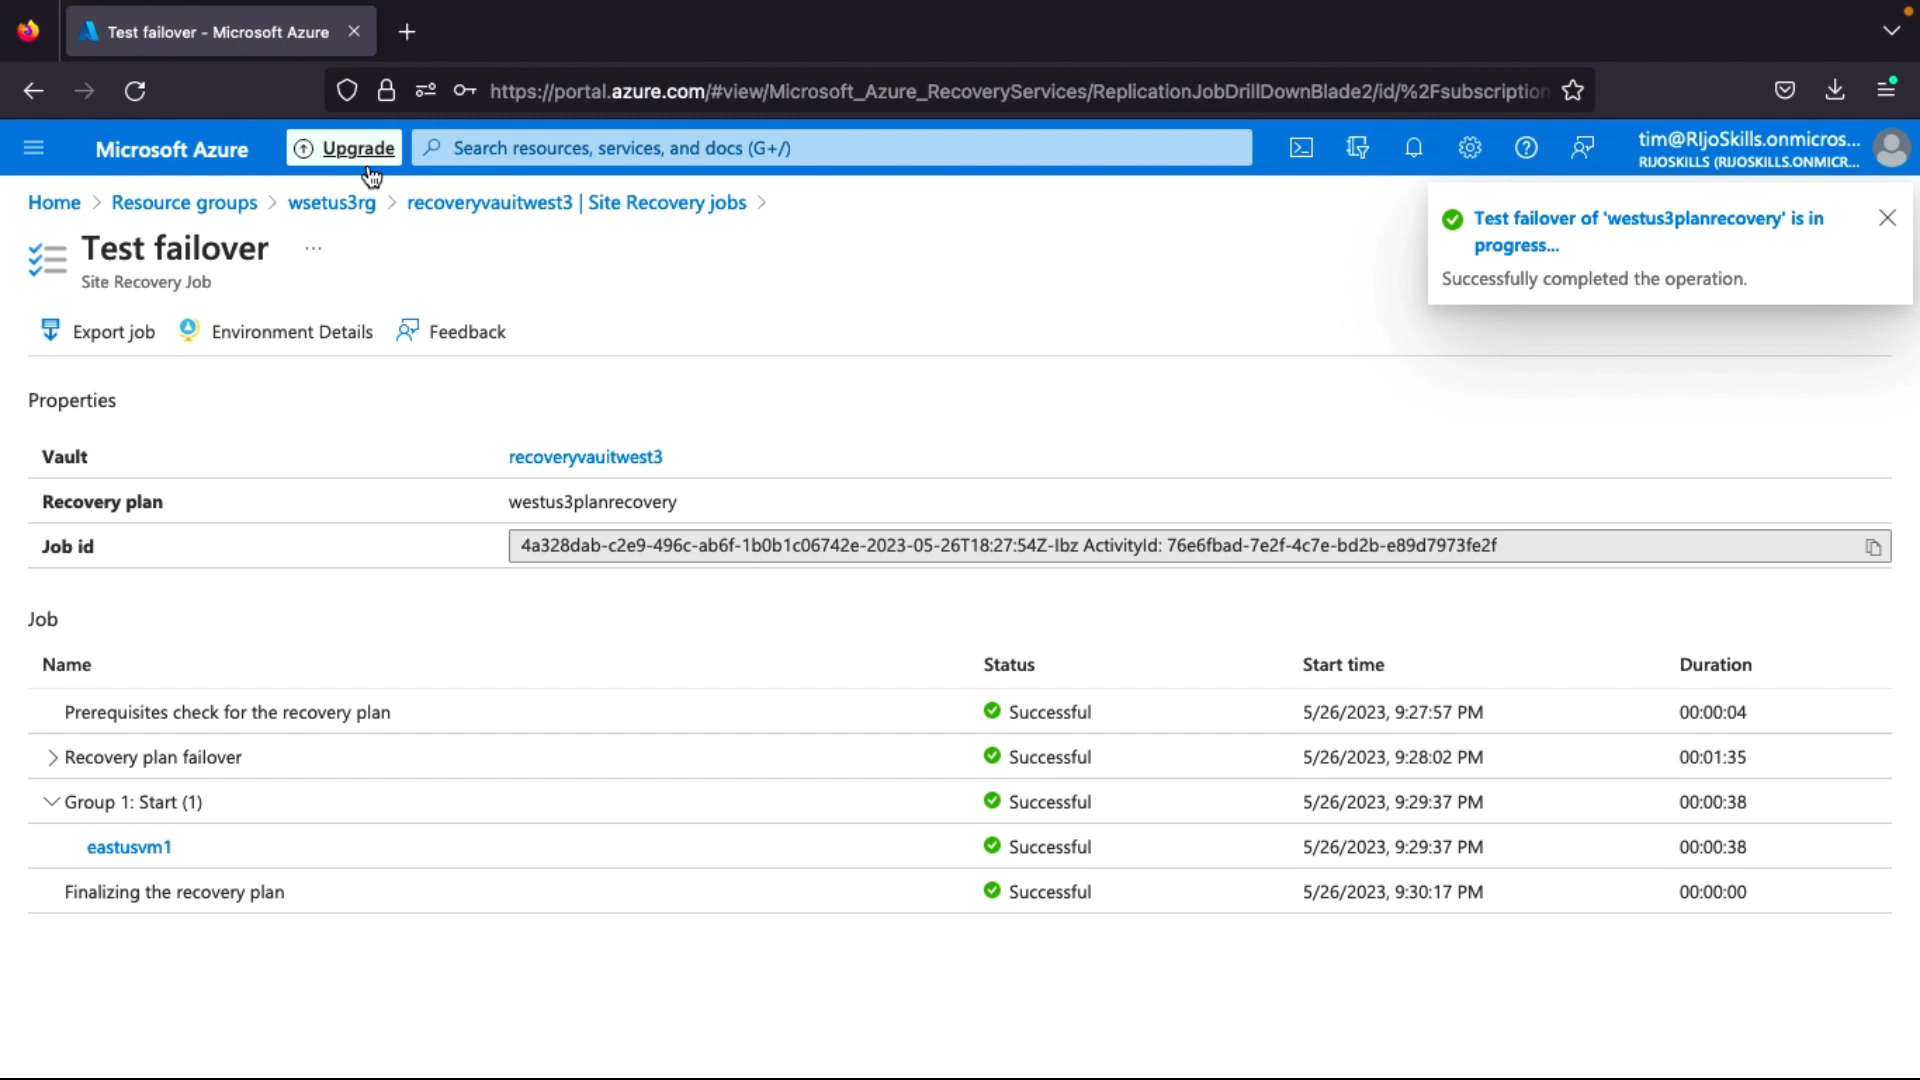 Test failover - Microsoft Azure
https://portal.azure.com/#view/Microsoft_Azure_RecoveryServices/ReplicationJobDrillDownBlade2/id/%2Fsubscription
Microsoft Azure
Upgrade
Search resources, services, and docs (G+/)
tim@RIjoSkills.onmicros...
RIJOSKILLS (RIJOSKILLS.ONMICR...
Home > Resource groups > wsetus3rg > recoveryvauitwest3 | Site Recovery jobs >
Test failover ...
Site Recovery Job
Test failover of 'westus3planrecovery' is in
progress...
Successfully completed the operation.
Export job Environment Details Feedback
Properties
Vault recoveryvauitwest3
Recovery plan westus3planrecovery
Job id 4a328dab-c2e9-496c-ab6f-1b0b1c06742e-2023-05-26T18:27:54Z-Ibz ActivityId: 76e6fbad-7e2f-4c7e-bd2b-e89d7973fe2f
Job
Name Status Start time Duration
Prerequisites check for the recovery plan Successful 5/26/2023, 9:27:57 PM 00:00:04
Recovery plan failover Successful 5/26/2023, 9:28:02 PM 00:01:35
Group 1: Start (1) Successful 5/26/2023, 9:29:37 PM 00:00:38
eastusvm1 Successful 5/26/2023, 9:29:37 PM 00:00:38
Finalizing the recovery plan Successful 5/26/2023, 9:30:17 PM 00:00:00